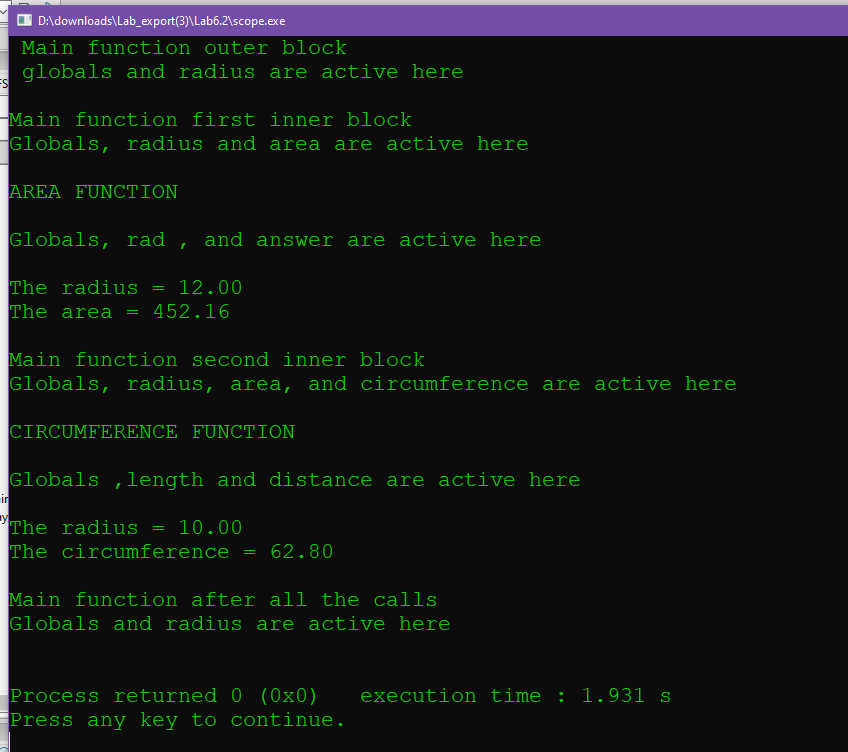 D:\downloads\Lab_export(3)\Lab6.2\scope.exe
Main function outer block
globals and radius are active here
Main function first inner block
Globals, radius and area are active here
AREA FUNCTION
Globals, rad , and answer are active here
The radius = 12.00
The area = 452.16
Main function second inner block
Globals, radius, area, and circumference are active here
CIRCUMFERENCE FUNCTION
Globals ,length and distance are active here
The radius = 10.00
The circumference = 62.80
Main function after all the calls
Globals and radius are active here
Process returned 0 (0x0)   execution time : 1.931 s
Press any key to continue.